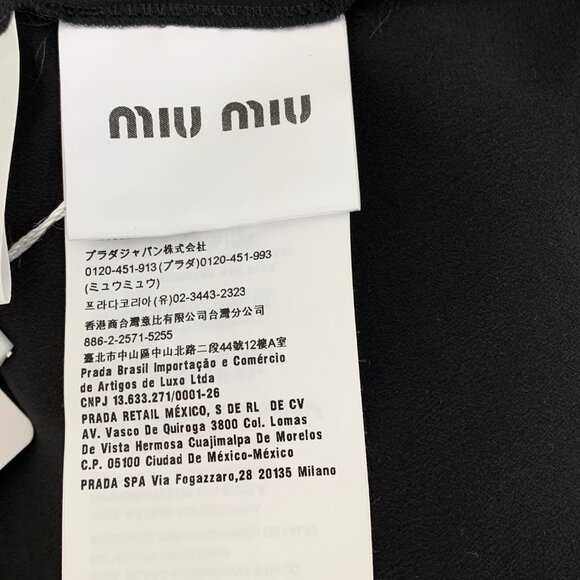 miu miu
プラダジャパン株式会社
0120-451-913(プラダ)0120-451-993
(ミュウミュウ)
프라다코리아(유)02-3443-2323
香港商台灣意比有限公司台灣分公司
886-2-2571-5255
臺北市中山區中山北路二段44號12樓A室
Prada Brasil Importação e Comércio
de Artigos de Luxo Ltda
CNPJ 13.633.271/0001-26
PRADA RETAIL MÉXICO, S DE RL DE CV
AV. Vasco De Quiroga 3800 Col. Lomas
De Vista Hermosa Cuajimalpa De Morelos
C.P. 05100 Ciudad De México-México
PRADA SPA Via Fogazzaro,28 20135 Milano